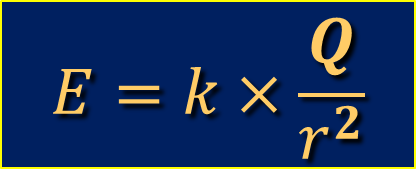 E = k × Q / r²